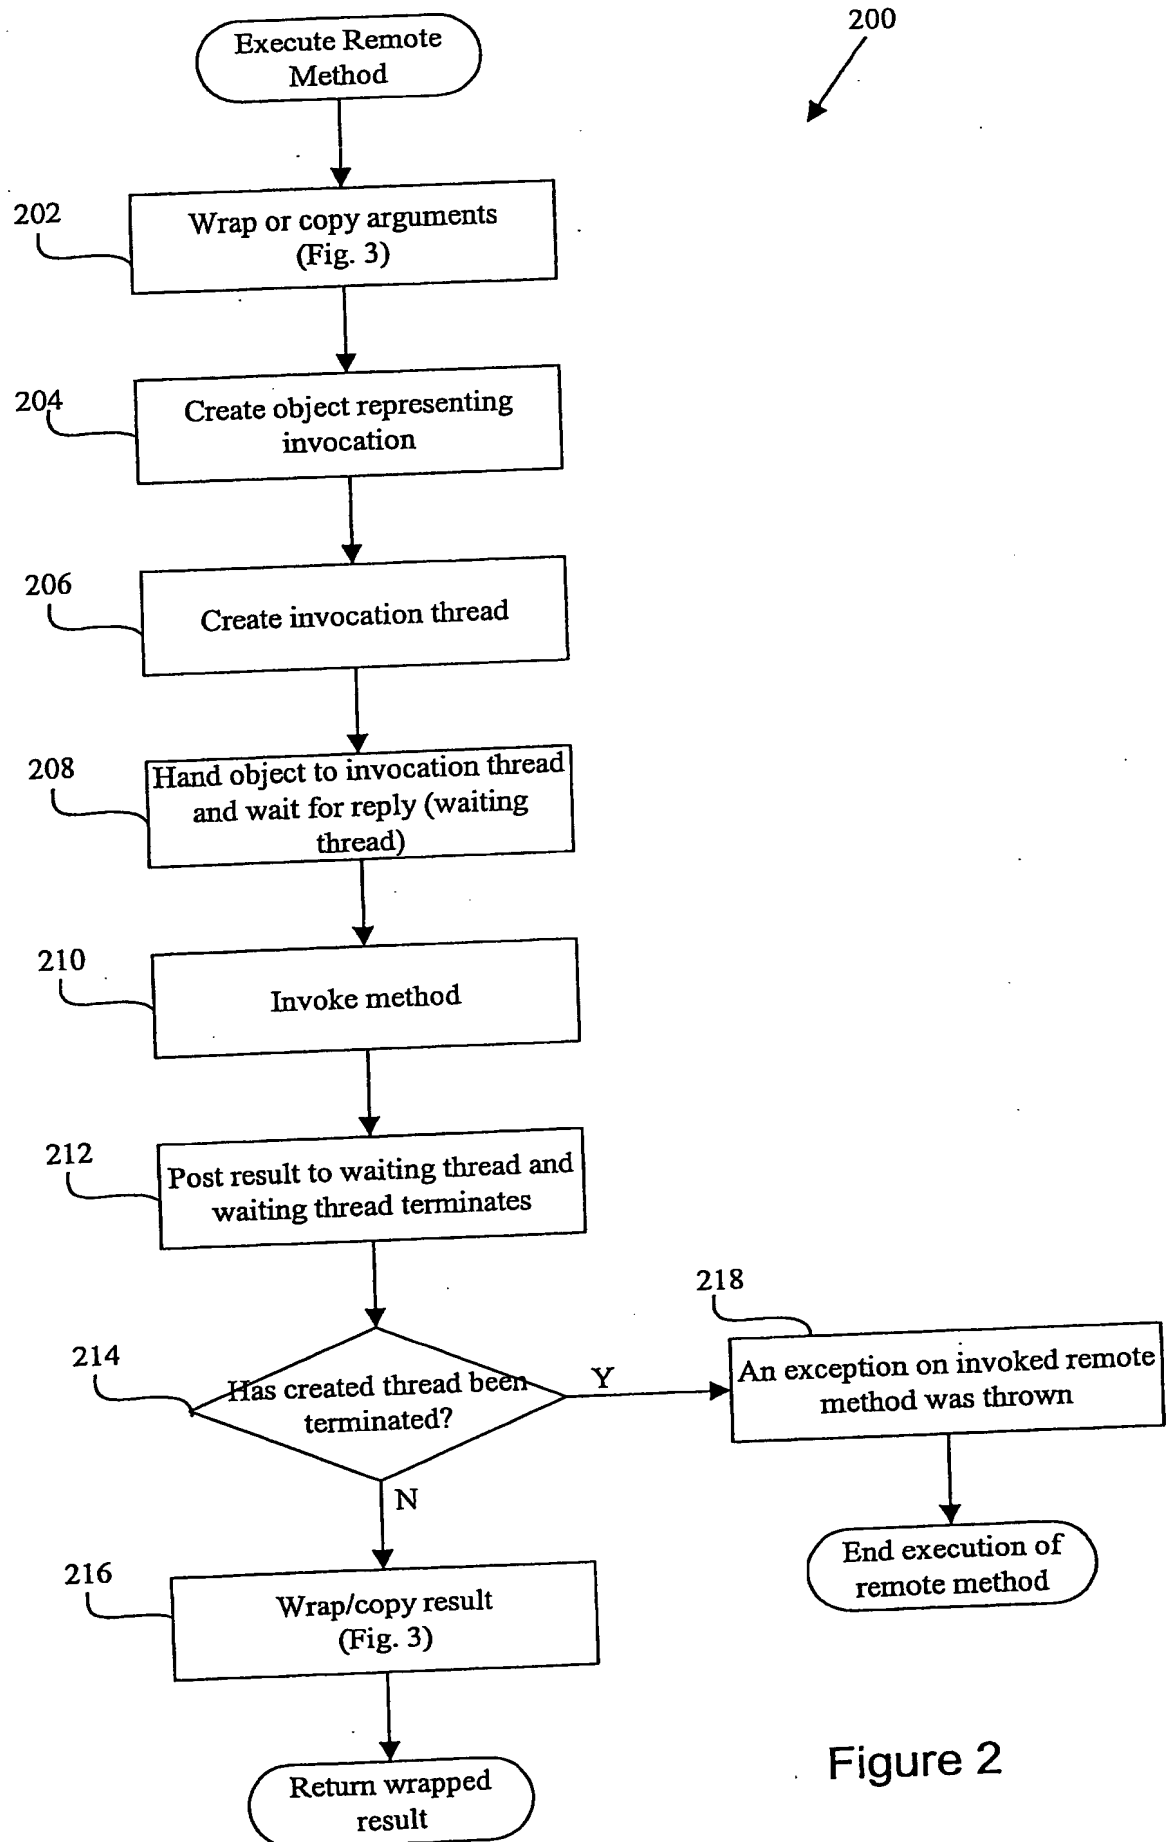 200
Execute Remote
Method
202
Wrap or copy arguments
(Fig. 3)
204
Create object representing
invocation
206
Create invocation thread
208
Hand object to invocation thread
and wait for reply (waiting
thread)
210
Invoke method
212
Post result to waiting thread and
waiting thread terminates
214
Has created thread been
terminated?
Y
N
218
An exception on invoked remote
method was thrown
End execution of
remote method
216
Wrap/copy result
(Fig. 3)
Return wrapped
result
Figure 2